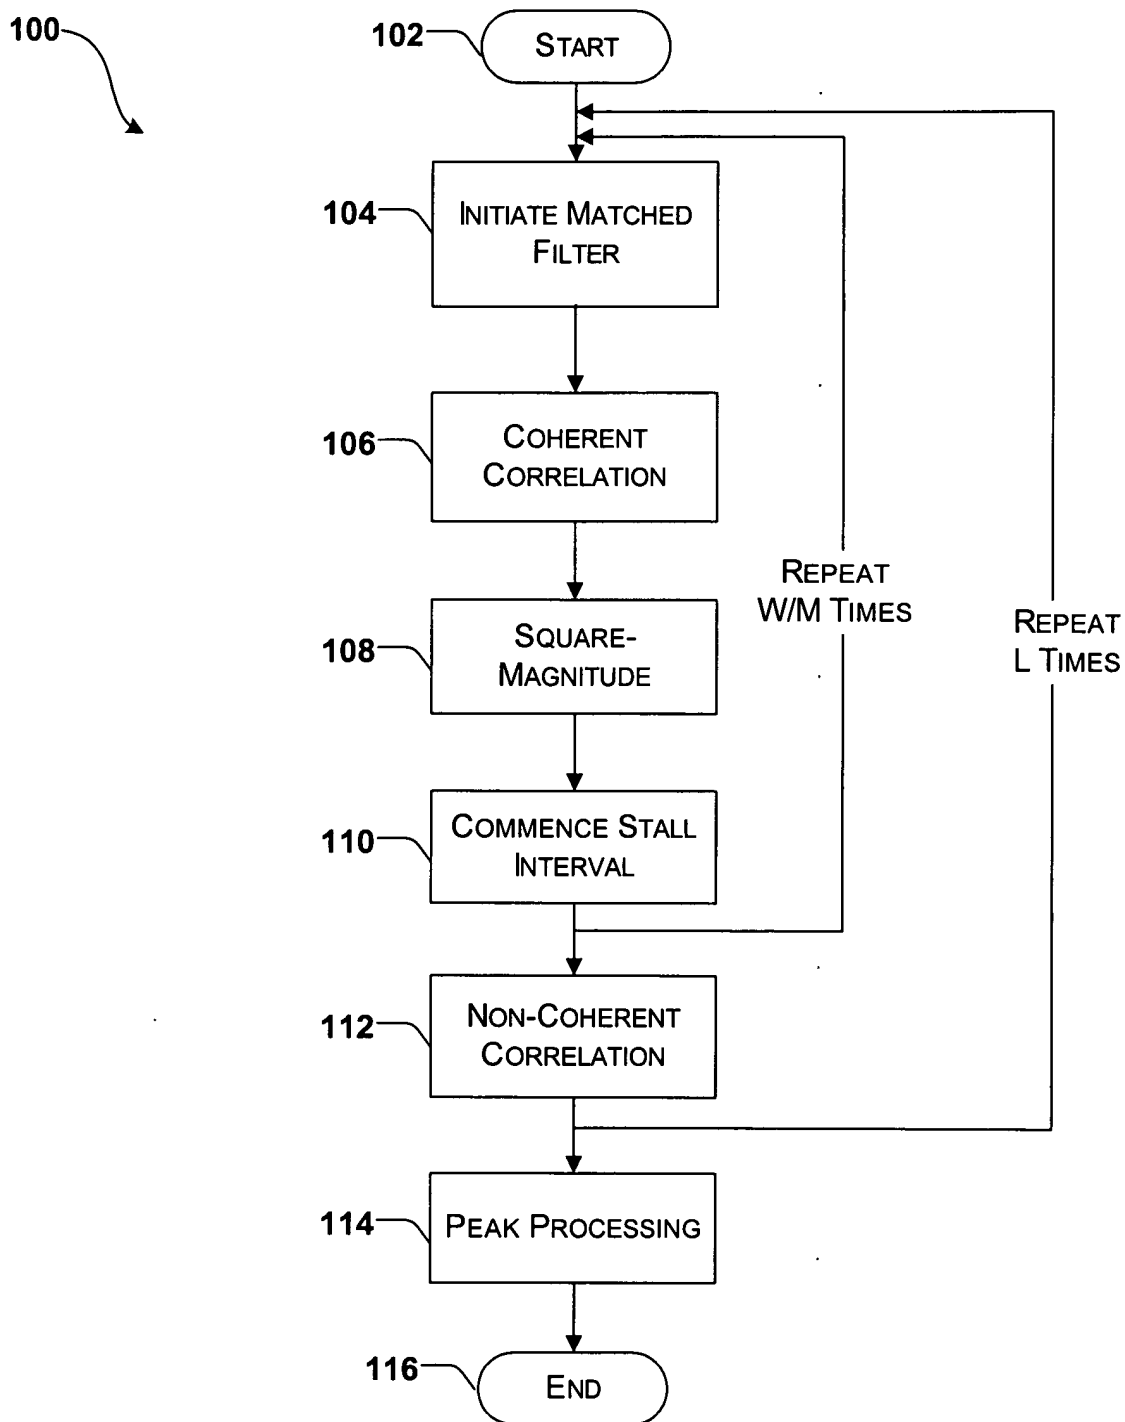 100
102
START
104
INITIATE MATCHED
FILTER
106
COHERENT
CORRELATION
108
SQUARE-
MAGNITUDE
REPEAT
W/M TIMES
REPEAT
L TIMES
110
COMMENCE STALL
INTERVAL
112
NON-COHERENT
CORRELATION
114
PEAK PROCESSING
116
END